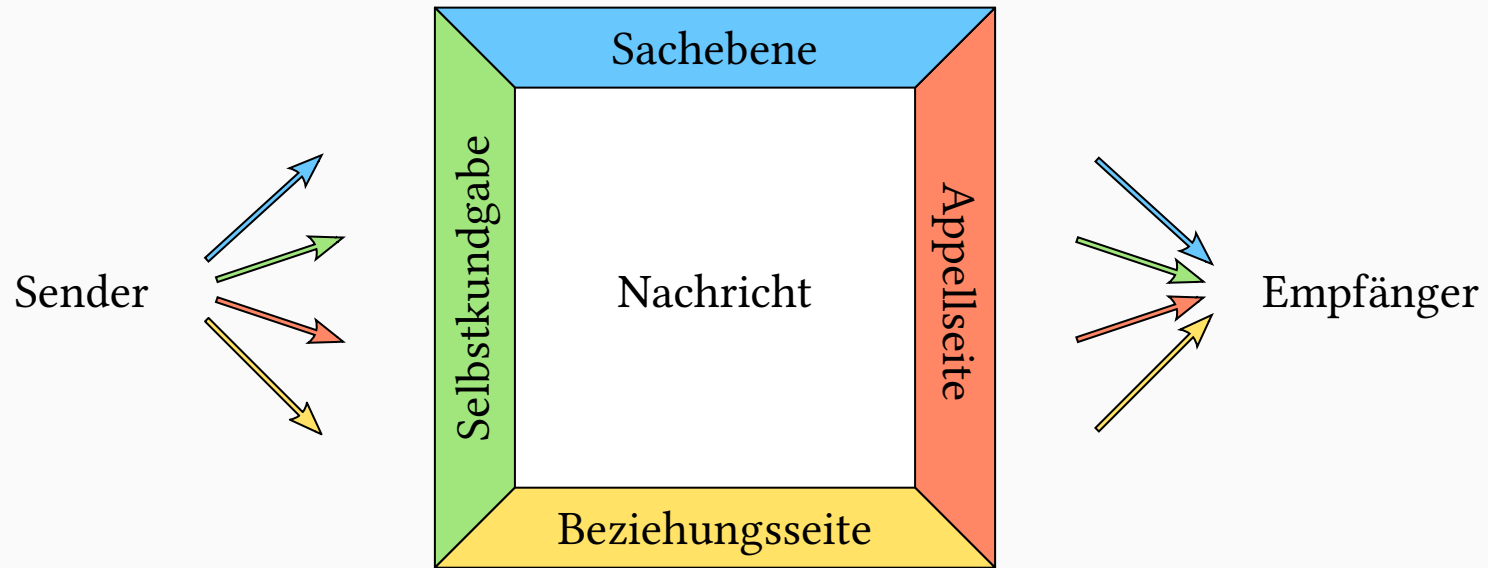 Sachebene
Sender
Selbstkundgabe
Nachricht
Appellseite
Empfänger
Beziehungsseite